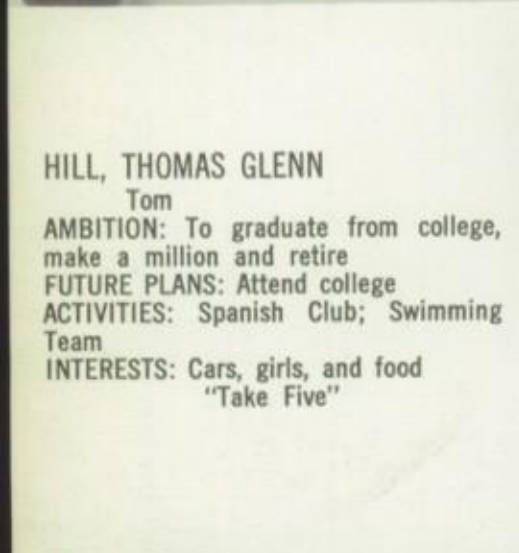 HILL, THOMAS GLENN
Tom
AMBITION: To graduate from college,
make a million and retire
FUTURE PLANS: Attend college
ACTIVITIES: Spanish Club; Swimming
Team
INTERESTS: Cars, girls, and food
"Take Five"